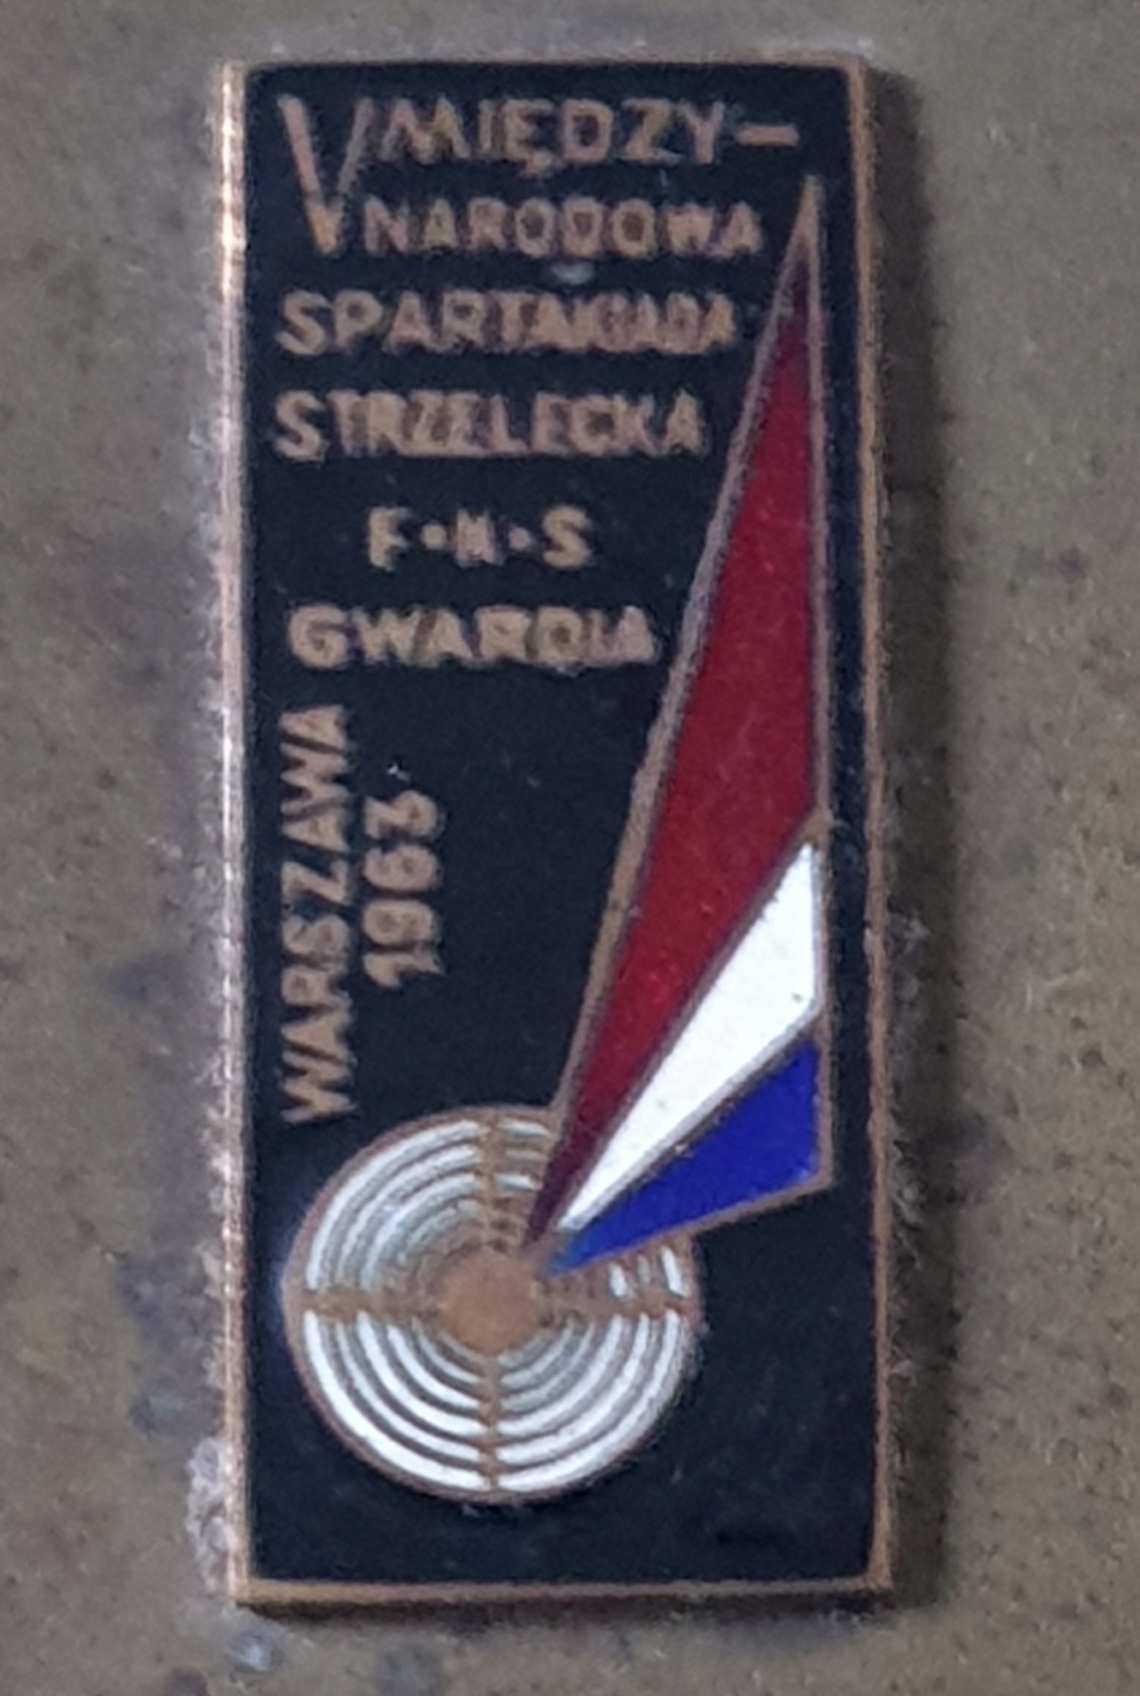 V MIĘDZY-
NARODOWA
SPARTAKIADA
STRZELECKA
F·K·S
GWARDIA
WARSZAWA
1963